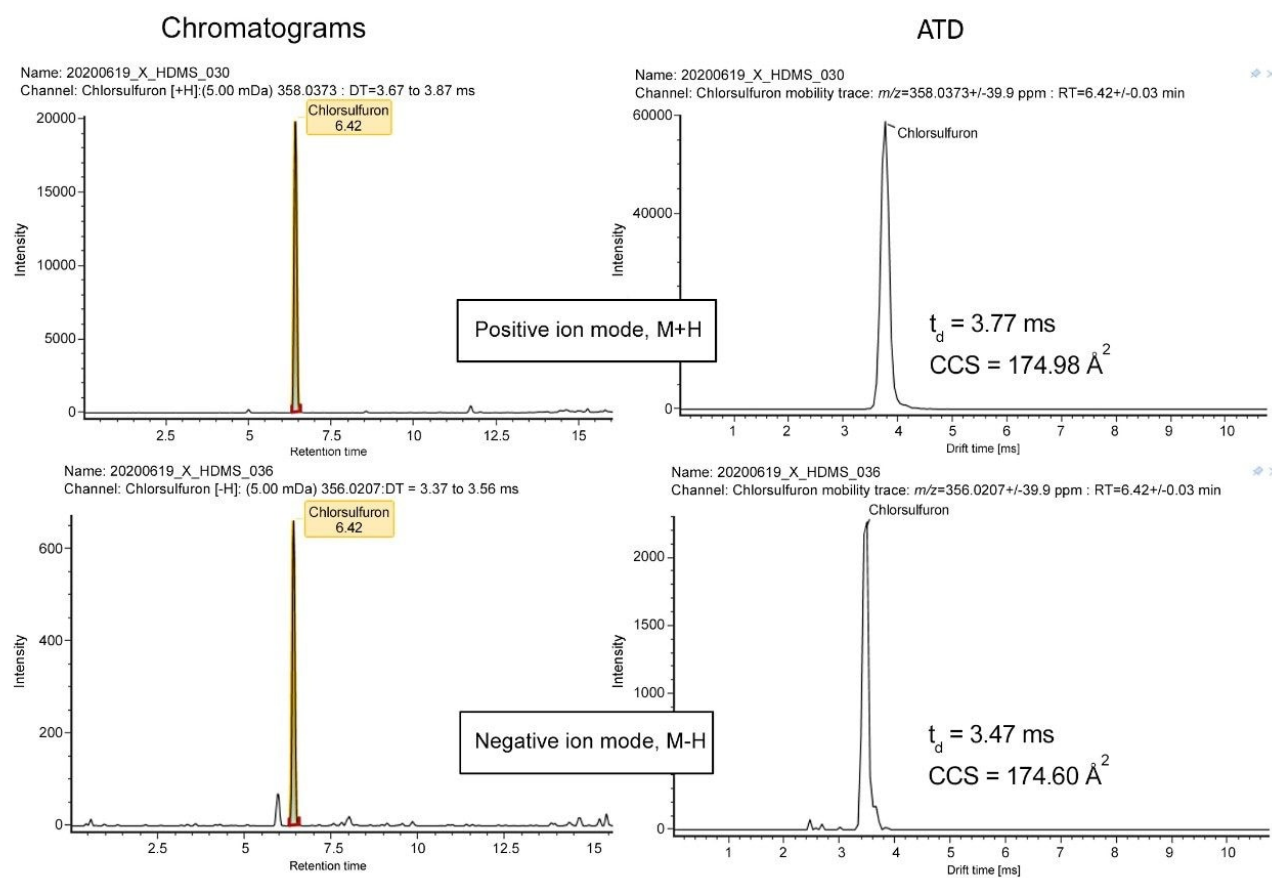 Chromatograms
ATD
Name: 20200619_X_HDMS_030
Channel: Chlorsulfuron [+H]:(5.00 mDa) 358.0373 : DT=3.67 to 3.87 ms
20000
15000
10000
5000
0
Intensity
Chlorsulfuron
6.42
2.5 5 7.5 10 12.5 15
Retention time
Name: 20200619_X_HDMS_030
Channel: Chlorsulfuron mobility trace: m/z=358.0373+/-39.9 ppm : RT=6.42+/-0.03 min
60000
40000
0
Intensity
Chlorsulfuron
td = 3.77 ms
CCS = 174.98 Å²
1 2 3 4 5 6 7 8 9 10
Drift time [ms]
Positive ion mode, M+H
Name: 20200619_X_HDMS_036
Channel: Chlorsulfuron [-H]: (5.00 mDa) 356.0207:DT = 3.37 to 3.56 ms
600
400
200
0
Intensity
Chlorsulfuron
6.42
2.5 5 7.5 10 12.5 15
Retention time
Name: 20200619_X_HDMS_036
Channel: Chlorsulfuron mobility trace: m/z=356.0207+/-39.9 ppm : RT=6.42+/-0.03 min
2000
1500
1000
0
Intensity
Chlorsulfuron
td = 3.47 ms
CCS = 174.60 Å²
1 2 3 4 5 6 7 8 9 10
Drift time [ms]
Negative ion mode, M-H